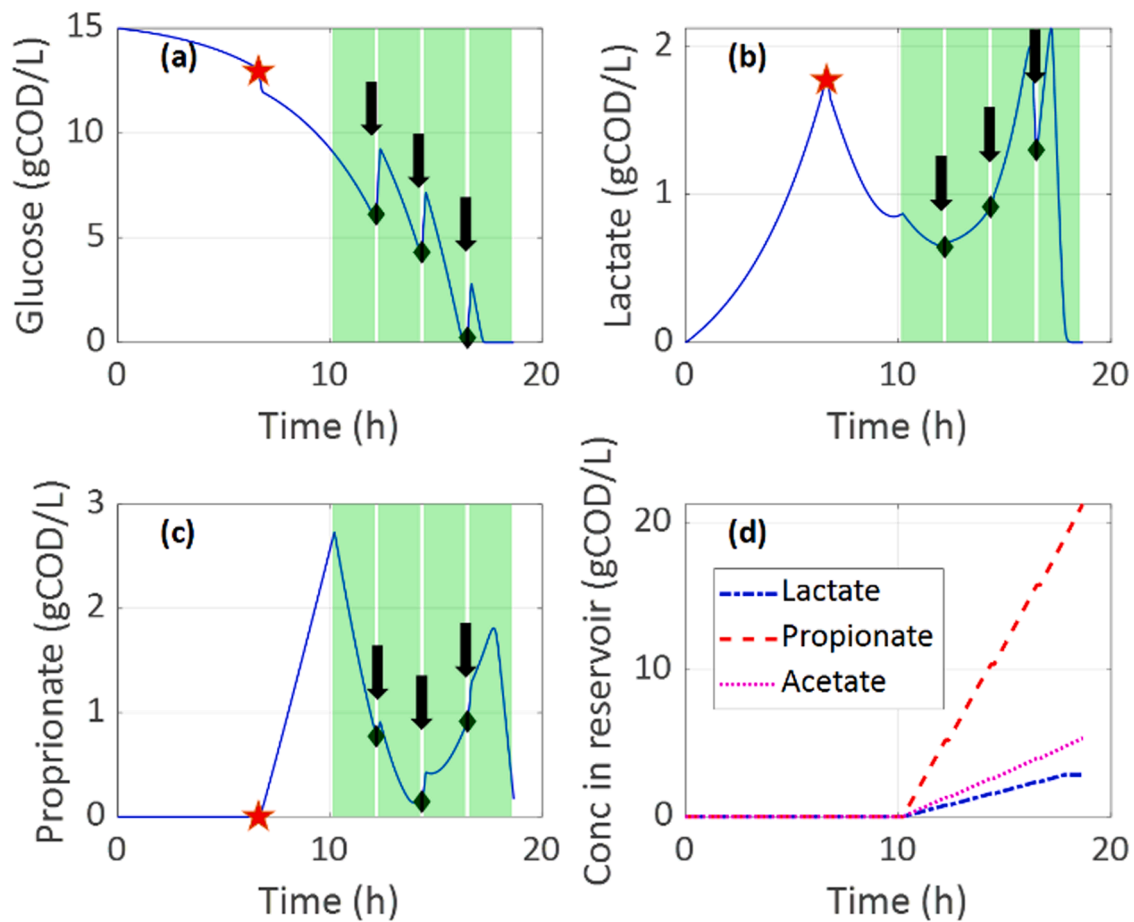 (a)
Glucose (gCOD/L)
15
10
5
0
0 10 20
Time (h)
(b)
Lactate (gCOD/L)
2
1
0
0 10 20
Time (h)
(c)
Proprionate (gCOD/L)
3
2
1
0
0 10 20
Time (h)
(d)
Conc in reservoir (gCOD/L)
20
10
0
Lactate
Propionate
Acetate
0 10 20
Time (h)